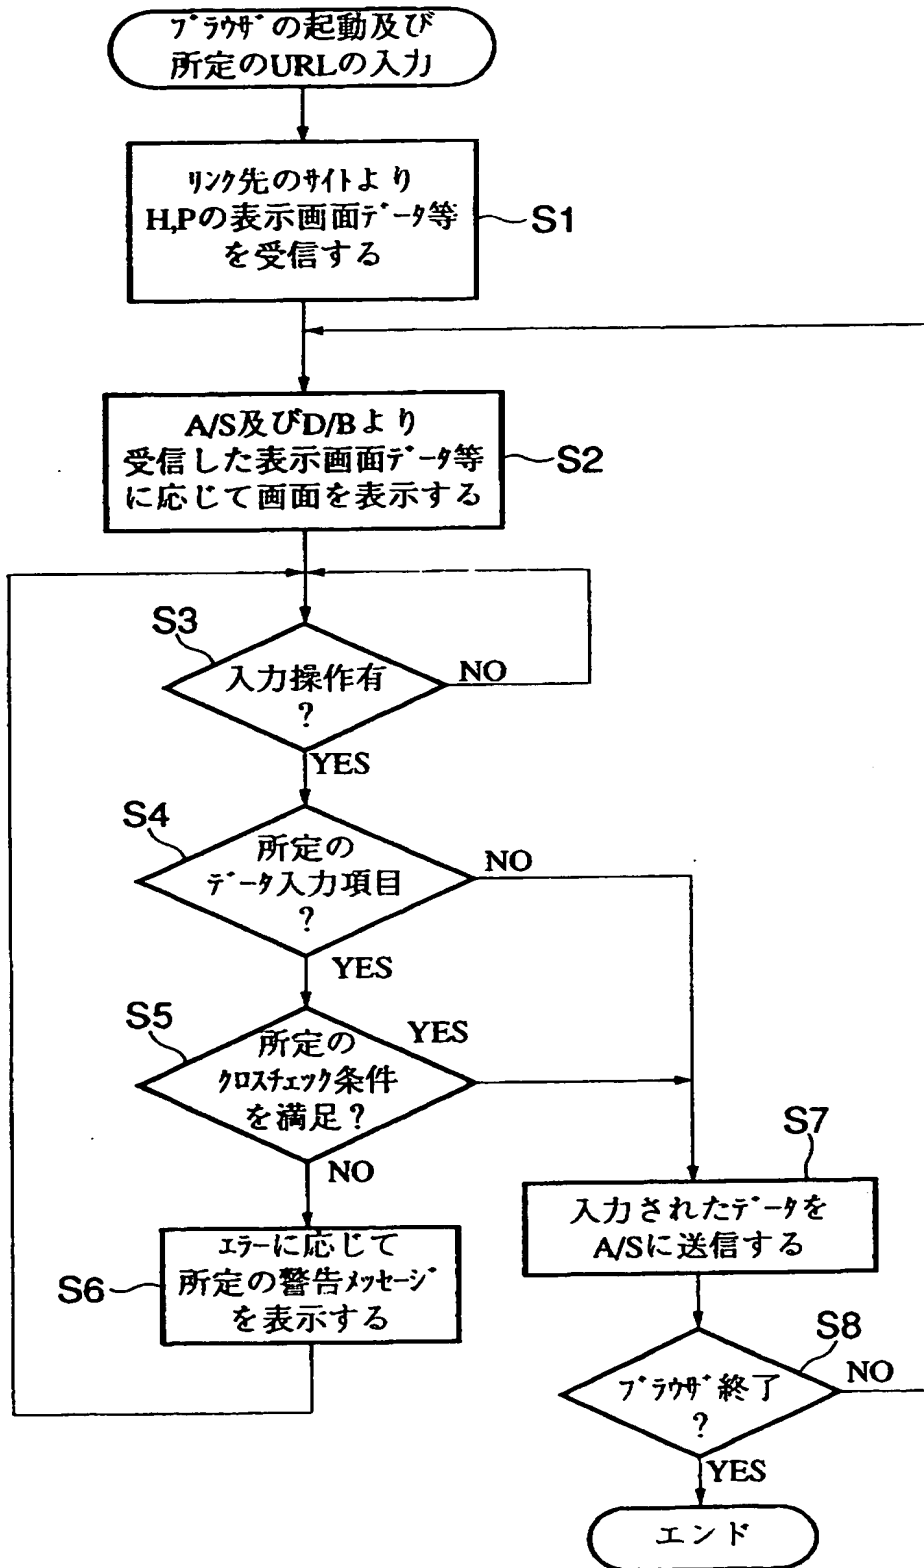 ブラウザの起動及び
所定のURLの入力
リンク先のサイトより
H,Pの表示画面データ等
を受信する
S1
A/S及びD/Bより
受信した表示画面データ等
に応じて画面を表示する
S2
S3
入力操作有
?
NO
YES
S4
所定の
データ入力項目
?
NO
YES
S5
所定の
クロスチェック条件
を満足?
YES
NO
S6
エラーに応じて
所定の警告メッセージ
を表示する
S7
入力されたデータを
A/Sに送信する
S8
ブラウザ終了
?
NO
YES
エンド